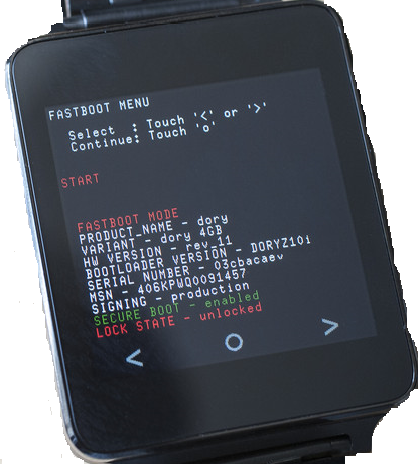 FASTBOOT MENU
Select : Touch '<' or '>'
Continue: Touch 'o'
START
FASTBOOT MODE
PRODUCT_NAME - dory
VARIANT - dory 4GB
HW VERSION - rev_11
BOOTLOADER VERSION - DORYZ10i
SERIAL NUMBER - 03cbacaev
MSN - 406KPWQ0091457
SIGNING - production
SECURE BOOT - enabled
LOCK STATE - unlocked